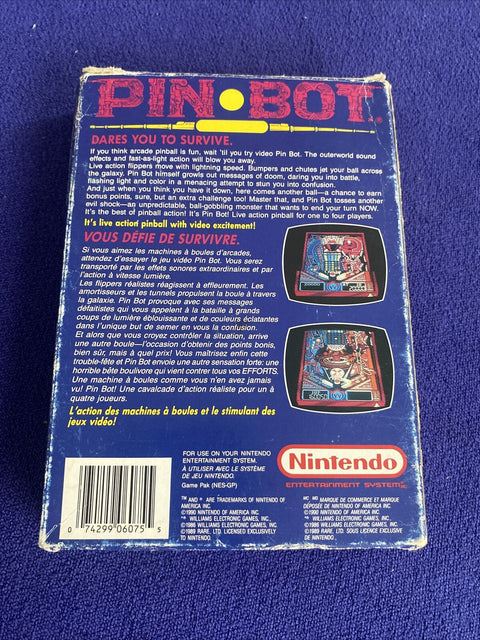 PIN·BOT®
DARES YOU TO SURVIVE.
If you think arcade pinball is fun, wait 'til you try video Pin Bot. The outerworld sound
effects and fast-as-light action will blow you away.
Live action flippers move with lightning speed. Bumpers and chutes jet your ball across
the galaxy. Pin Bot himself growls out messages of doom, daring you into battle,
flashing light and color in a menacing attempt to stun you into confusion.
And just when you think you have it down, here comes another ball—a chance to earn
bonus points, sure, but an extra challenge too! Master that, and Pin Bot tosses another
evil shock—an unpredictable, ball-gobbling monster that wants to end your turn NOW.
It's the best of pinball action! It's Pin Bot! Live action pinball for one to four players.
It's live action pinball with video excitement!
VOUS DÉFIE DE SURVIVRE.
Si vous aimez les machines à boules d'arcades,
attendez d'essayer le jeu vidéo Pin Bot. Vous serez
transporté par les effets sonores extraordinaires et par
l'action à vitesse lumière.
Les flippers réalistes réagissent à effleurement. Les
amortisseurs et les tunnels propulsent la boule à travers
la galaxie. Pin Bot provoque avec ses messages
défaitistes qui vous appelent à la bataille à grands
coups de lumière éblouissante et de couleurs éclatantes
dans l'unique but de semer en vous la confusion.
Et alors que vous croyez contrôler la situation, arrive
une autre boule—l'occasion d'obtenir des points bonis,
bien sûr, mais à quel prix! Vous maîtrisez enfin cette
trouble-fête et Pin Bot envoie une autre sensation forte: une
horrible bête boulivore qui vient contrer tous vos EFFORTS.
Une machine à boules comme vous n'en avez jamais
vu! Pin Bot! Une cavalcade d'action réaliste pour un à
quatre joueurs.
L'action des machines à boules et le stimulant des
jeux vidéo!
FOR USE ON YOUR NINTENDO
ENTERTAINMENT SYSTEM.
À UTILISER AVEC LE SYSTÈME
DE JEU NINTENDO.
Game Pak (NES-GP)
Nintendo
ENTERTAINMENT SYSTEM
™ AND ® ARE TRADEMARKS OF NINTENDO OF
AMERICA INC.
©1990 NINTENDO OF AMERICA INC.
™ WILLIAMS ELECTRONIC GAMES, INC.
©1986 WILLIAMS ELECTRONIC GAMES, INC.
©1989 RARE, LTD. LICENSED EXCLUSIVELY
TO NINTENDO.
MC MD MARQUE DE COMMERCE ET MARQUE
DÉPOSÉE DE NINTENDO OF AMERICA INC.
©1990 NINTENDO OF AMERICA INC.
™ WILLIAMS ELECTRONIC GAMES, INC.
©1986 WILLIAMS ELECTRONIC GAMES, INC.
©1989 RARE, LTD. SOUS LICENCE EXCLUSIVE
DE NINTENDO.
0 74299 06075 5